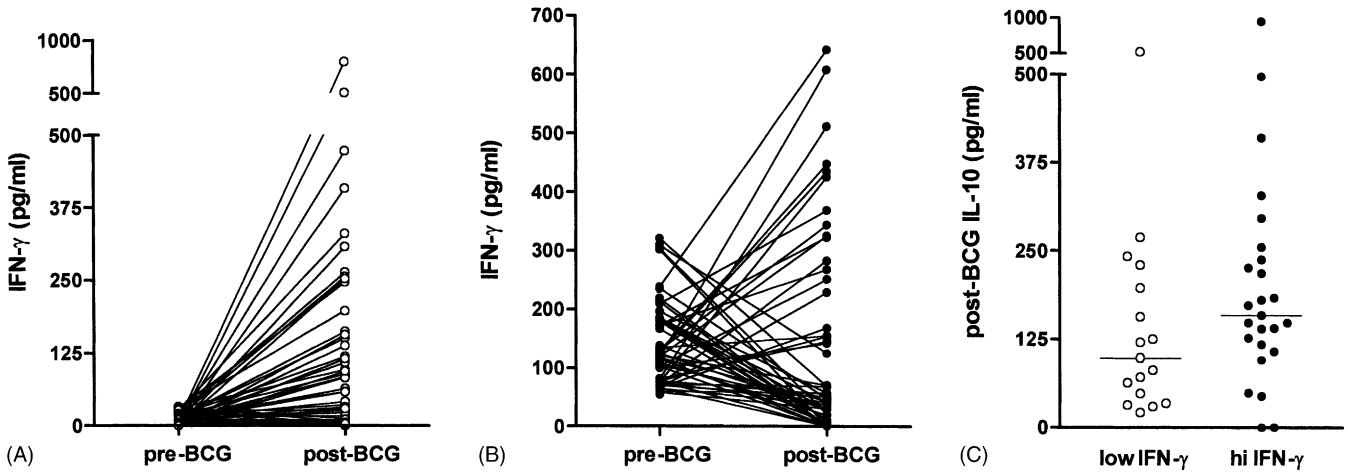 1000
500
500
375
250
125
0
IFN-γ (pg/ml)
pre-BCG
post-BCG
(A)
700
600
500
400
300
200
100
0
IFN-γ (pg/ml)
pre-BCG
post-BCG
(B)
1000
500
500
375
250
125
0
post-BCG IL-10 (pg/ml)
low IFN-γ
hi IFN-γ
(C)